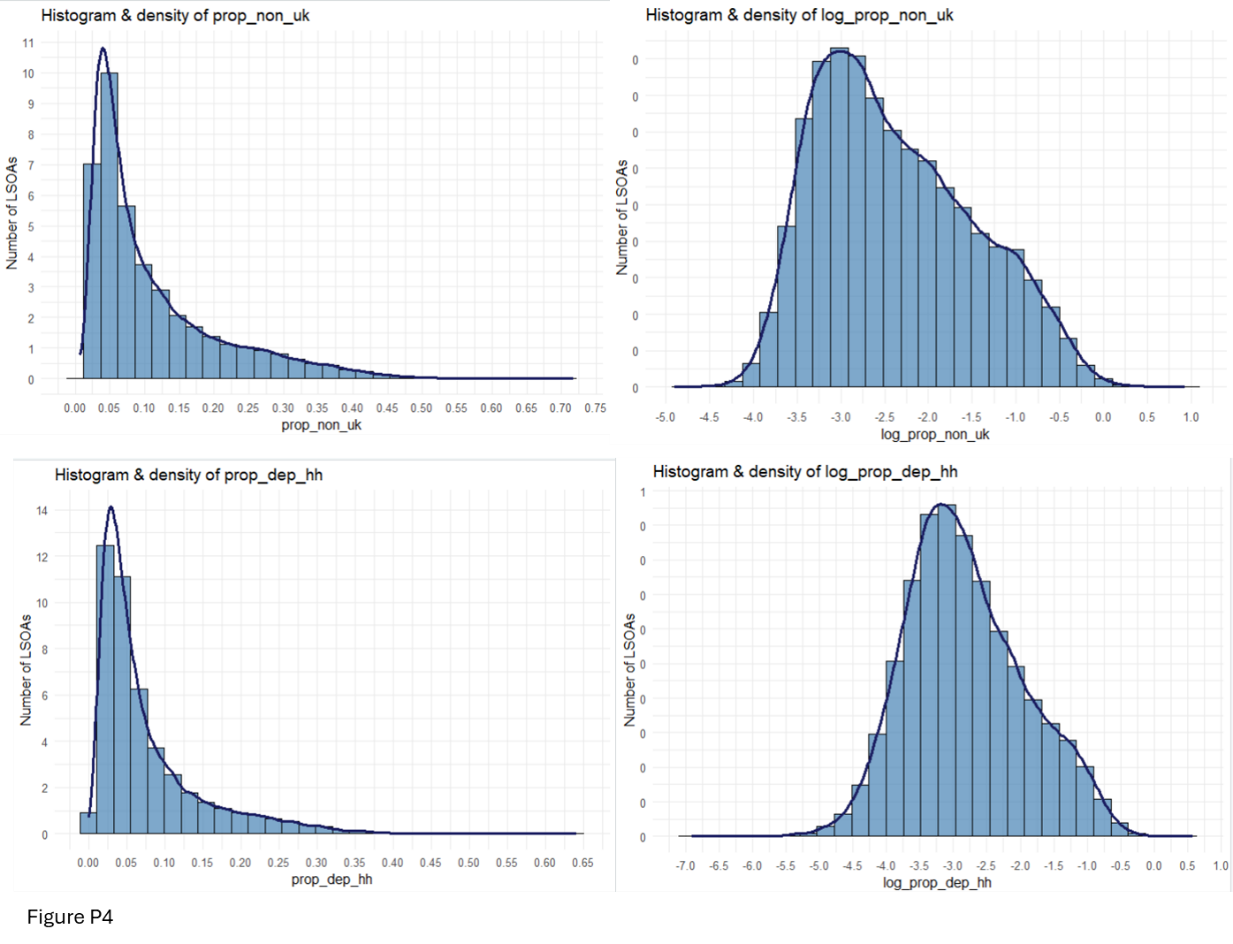 Histogram & density of prop_non_uk
11
10
9
8
7
6
5
4
3
2
1
0
Number of LSOAs
0.00 0.05 0.10 0.15 0.20 0.25 0.30 0.35 0.40 0.45 0.50 0.55 0.60 0.65 0.70 0.75
prop_non_uk
Histogram & density of log_prop_non_uk
0
0
0
0
0
0
0
0
0
0
Number of LSOAs
-5.0 -4.5 -4.0 -3.5 -3.0 -2.5 -2.0 -1.5 -1.0 -0.5 0.0 0.5 1.0
log_prop_non_uk
Histogram & density of prop_dep_hh
14
12
10
8
6
4
2
0
Number of LSOAs
0.00 0.05 0.10 0.15 0.20 0.25 0.30 0.35 0.40 0.45 0.50 0.55 0.60 0.65
prop_dep_hh
Histogram & density of log_prop_dep_hh
1
0
0
0
0
0
0
0
0
0
0
Number of LSOAs
-7.0 -6.5 -6.0 -5.5 -5.0 -4.5 -4.0 -3.5 -3.0 -2.5 -2.0 -1.5 -1.0 -0.5 0.0 0.5 1.0
log_prop_dep_hh
Figure P4